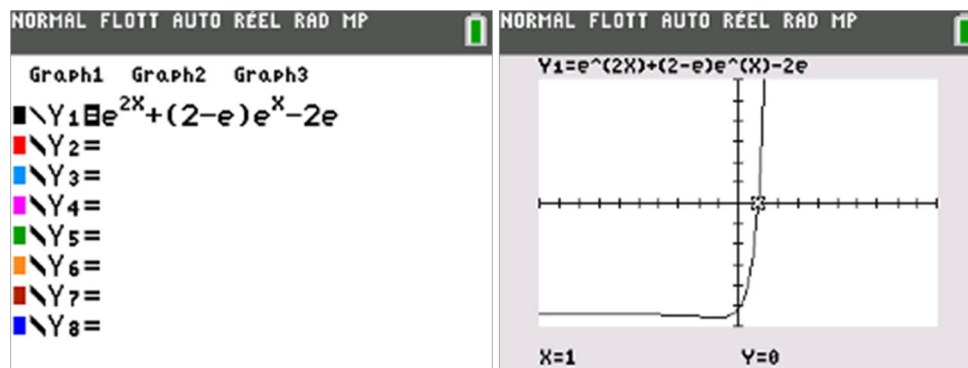 NORMAL FLOTT AUTO RÉEL RAD MP
Graph1 Graph2 Graph3
\Y1=e^2X+(2-e)e^X-2e
\Y2=
\Y3=
\Y4=
\Y5=
\Y6=
\Y7=
\Y8=
NORMAL FLOTT AUTO RÉEL RAD MP
Y1=e^(2X)+(2-e)e^(X)-2e
X=1 Y=0